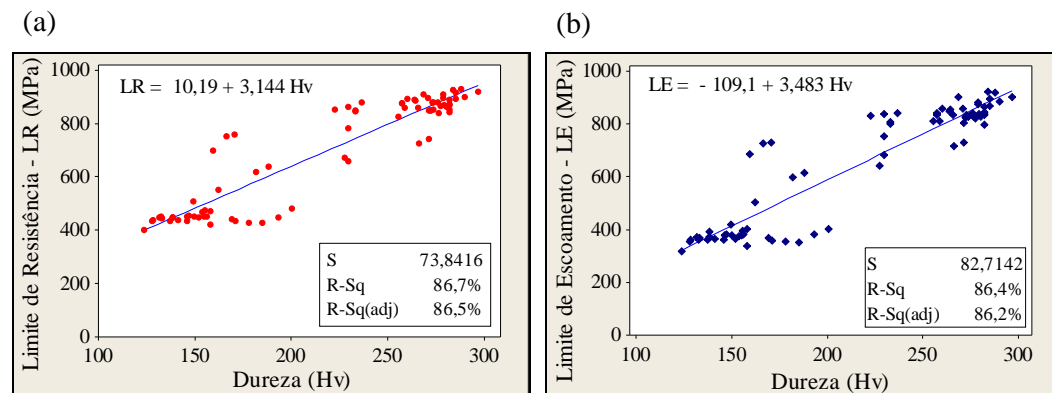 (a)
LR = 10,19 + 3,144 Hv
Limite de Resistência - LR (MPa)
1000
800
600
400
200
0
S 73,8416
R-Sq 86,7%
R-Sq(adj) 86,5%
100 150 200 250 300
Dureza (Hv)
(b)
LE = - 109,1 + 3,483 Hv
Limite de Escoamento - LE (MPa)
1000
800
600
400
200
0
S 82,7142
R-Sq 86,4%
R-Sq(adj) 86,2%
100 150 200 250 300
Dureza (Hv)